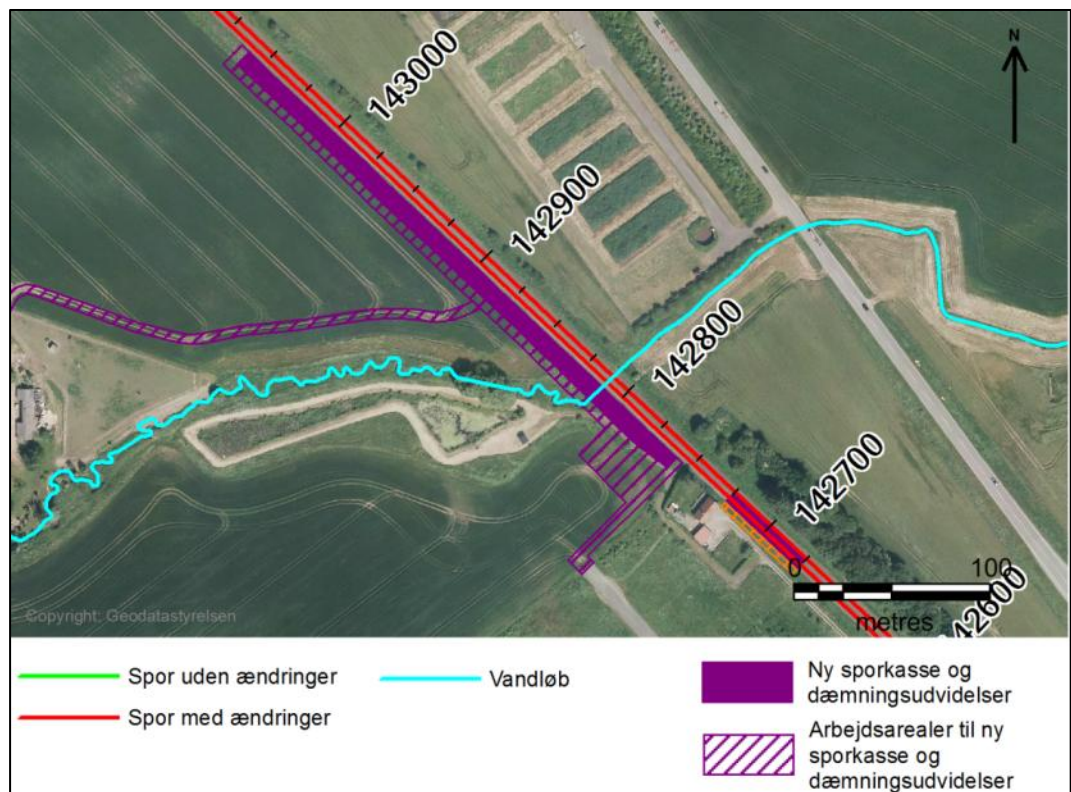 N
143000
142900
142800
142700
0 100
metres
42600
Copyright: Geodatastyrelsen
Spor uden ændringer
Spor med ændringer
Vandløb
Ny sporkasse og
dæmningsudvidelser
Arbejdsarealer til ny
sporkasse og
dæmningsudvidelser